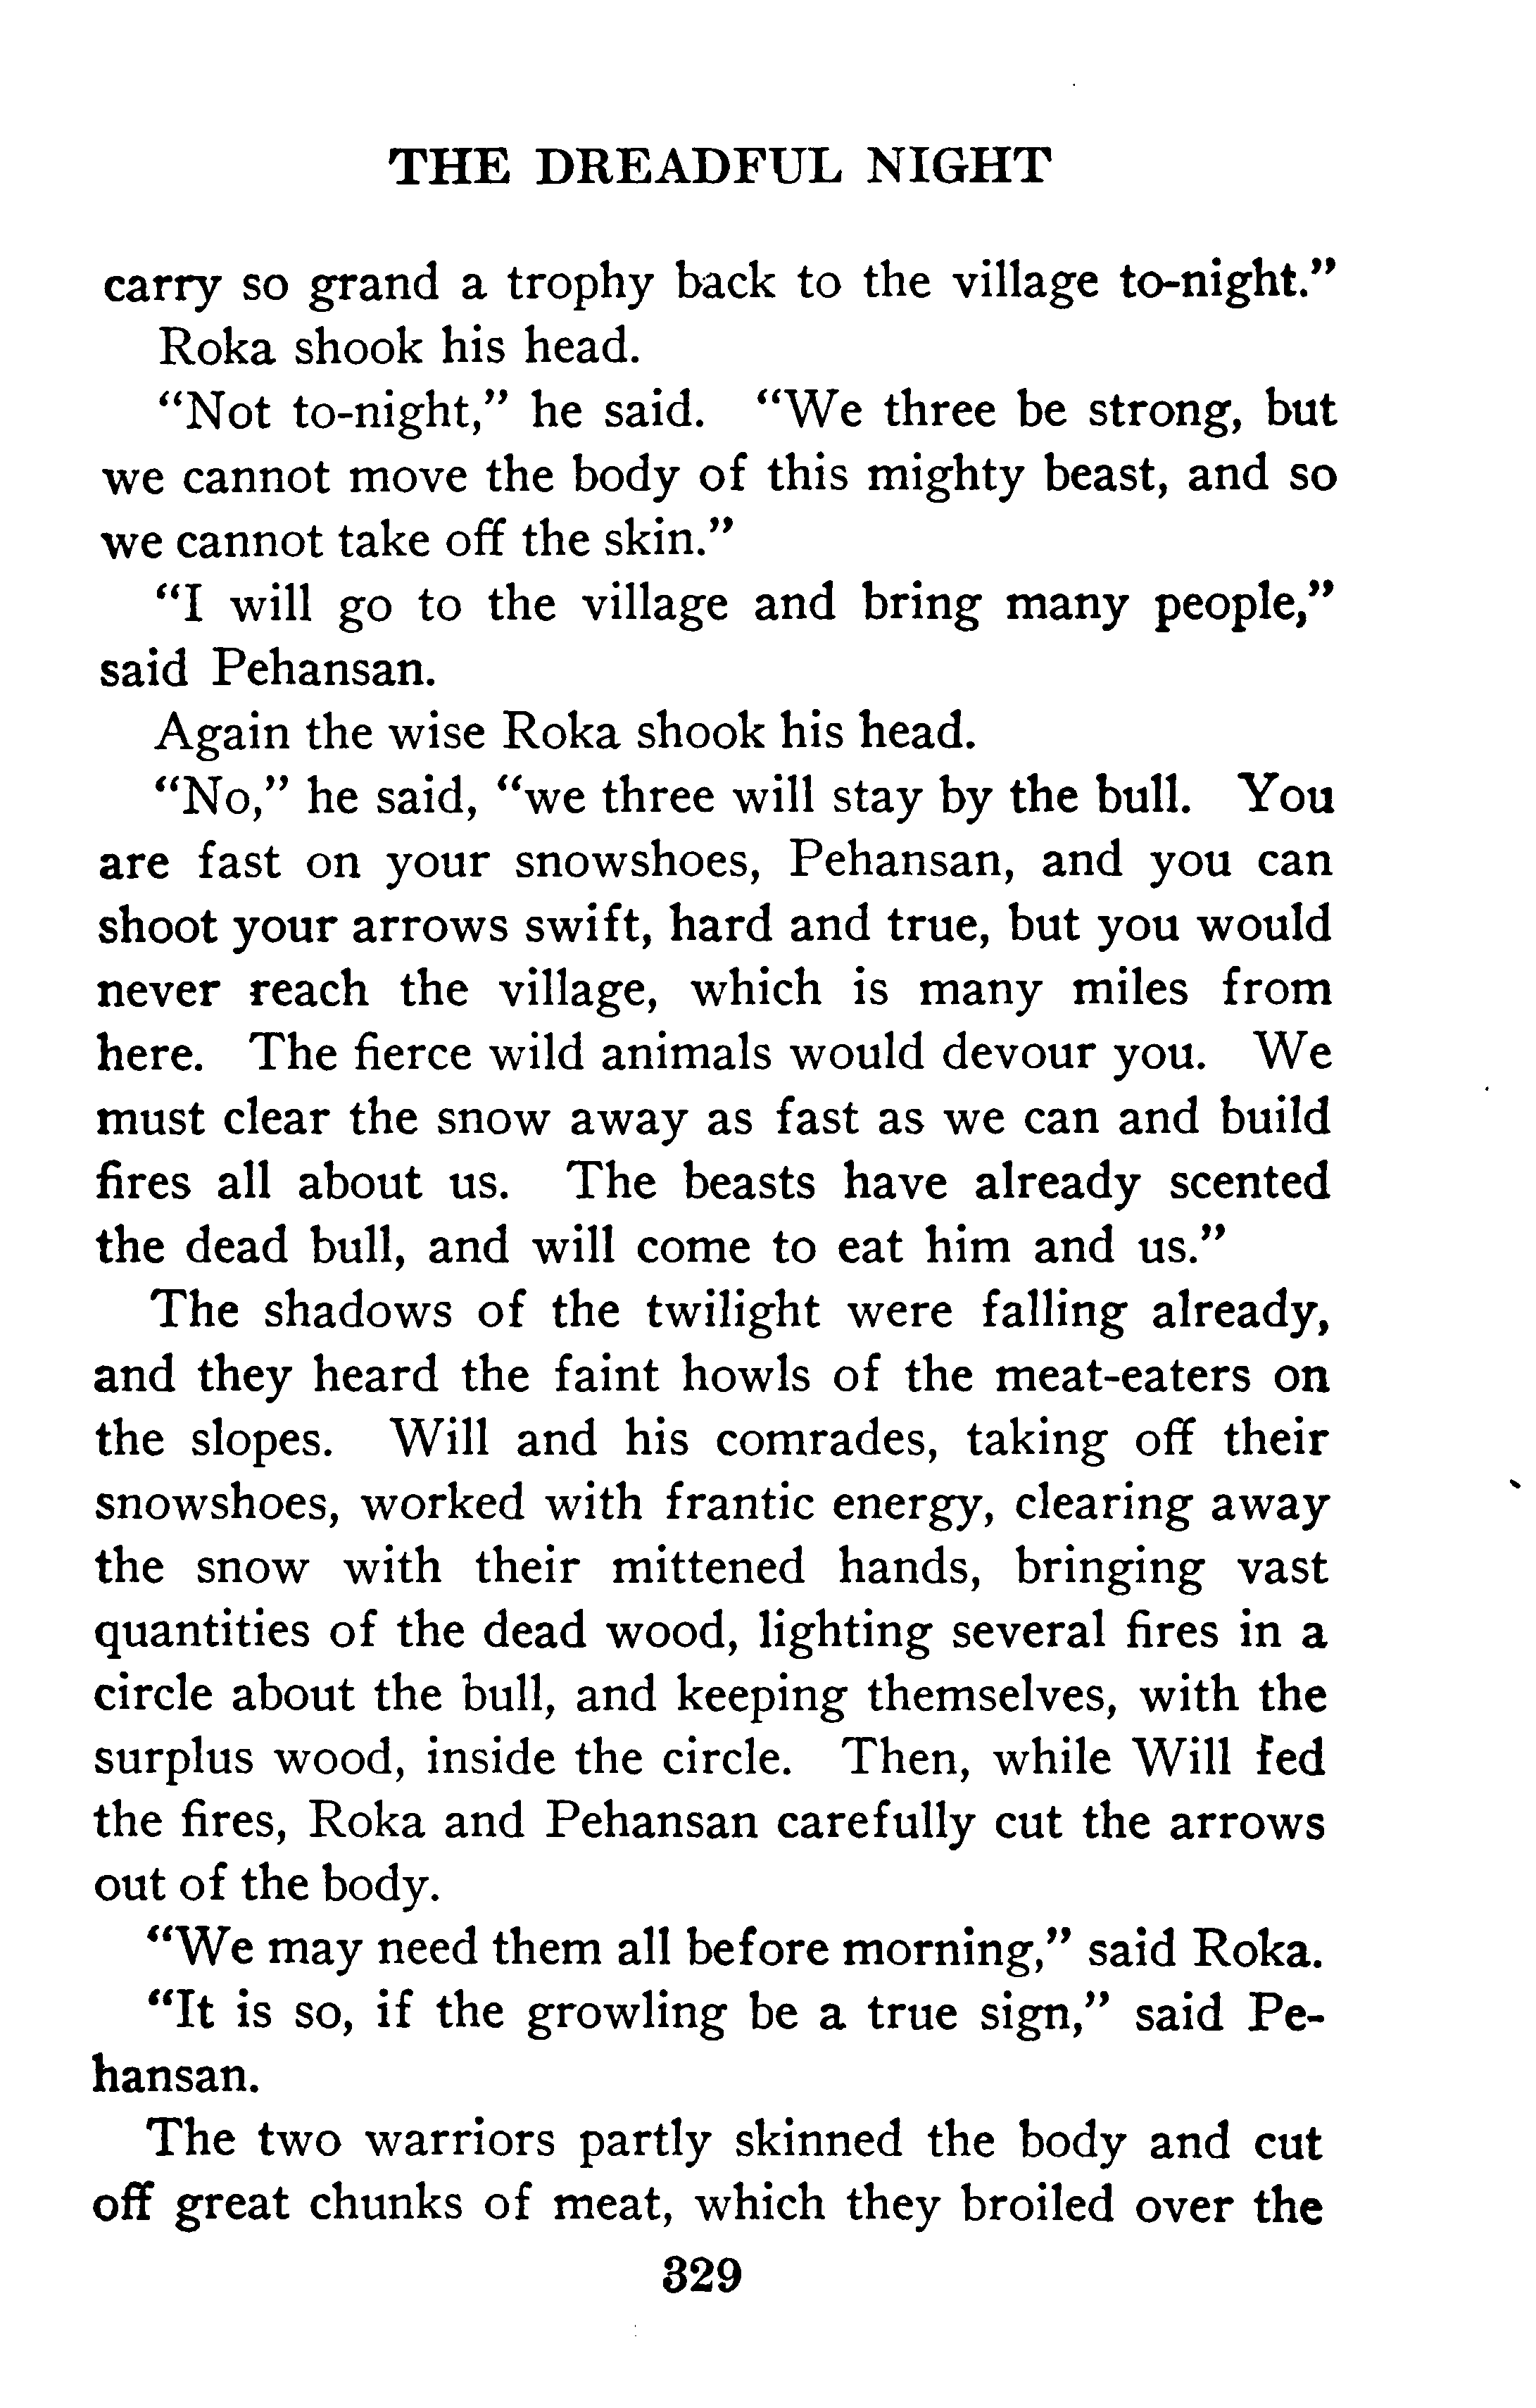 THE DREADFUL NIGHT
carry so grand a trophy back to the village to-night.”
Roka shook his head.
“Not to-night,” he said. “We three be strong, but
we cannot move the body of this mighty beast, and so
we cannot take off the skin.”
“I will go to the village and bring many people,”
said Pehansan.
Again the wise Roka shook his head.
“No,” he said, “we three will stay by the bull. You
are fast on your snowshoes, Pehansan, and you can
shoot your arrows swift, hard and true, but you would
never reach the village, which is many miles from
here. The fierce wild animals would devour you. We
must clear the snow away as fast as we can and build
fires all about us. The beasts have already scented
the dead bull, and will come to eat him and us.”
The shadows of the twilight were falling already,
and they heard the faint howls of the meat-eaters on
the slopes. Will and his comrades, taking off their
snowshoes, worked with frantic energy, clearing away
the snow with their mittened hands, bringing vast
quantities of the dead wood, lighting several fires in a
circle about the bull, and keeping themselves, with the
surplus wood, inside the circle. Then, while Will fed
the fires, Roka and Pehansan carefully cut the arrows
out of the body.
“We may need them all before morning,” said Roka.
“It is so, if the growling be a true sign,” said Pe-
hansan.
The two warriors partly skinned the body and cut
off great chunks of meat, which they broiled over the
329